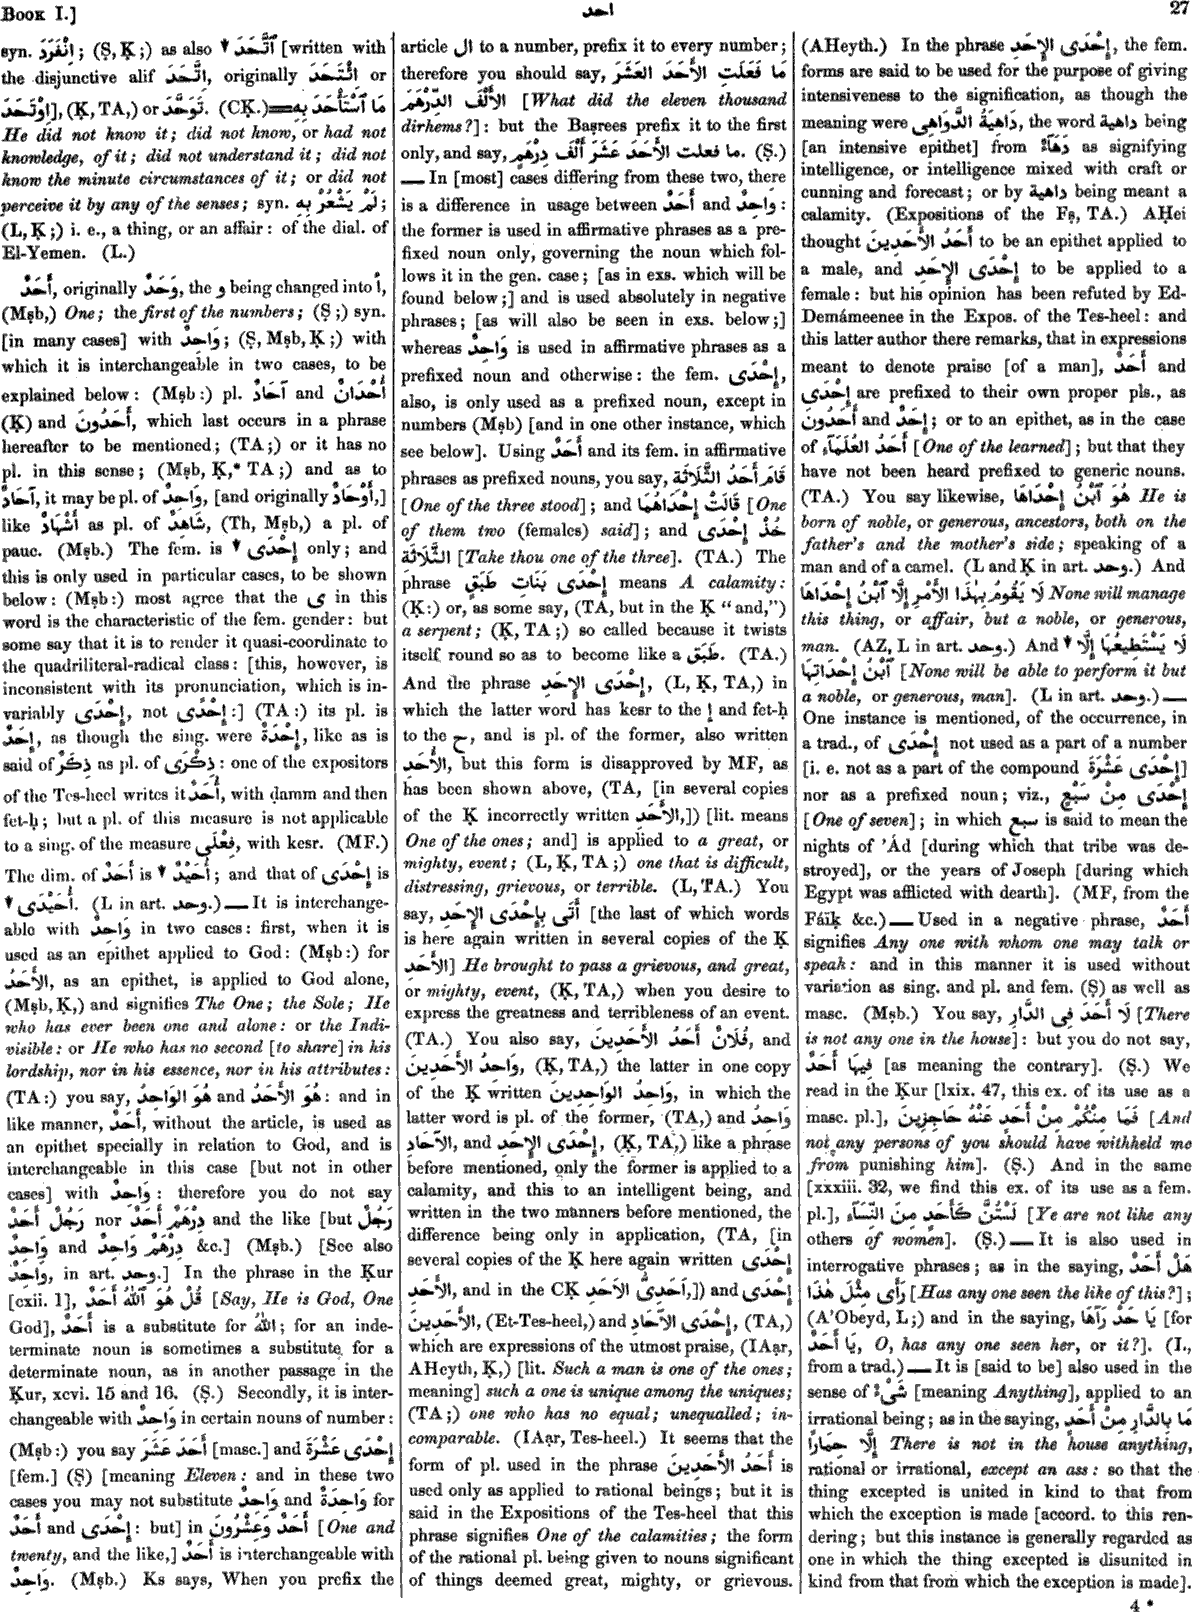 Book I.]
احد
27
syn. اِنْفَرَدَ; (Ṣ, Ḳ;) as also ↓ اَتَّحَدَ [written with
the disjunctive alif اِتَّحَدَ, originally اِئْتَحَدَ or
اِوْتَحَدَ], (Ḳ, TA,) or تَوَحَّدَ. (CḲ.)=مَا ٱسْتَأْحَدَ بِهِ
He did not know it; did not know, or had not
knowledge, of it; did not understand it; did not
know the minute circumstances of it; or did not
perceive it by any of the senses; syn. لَمْ يَشْعُرْ بِهِ;
(L, Ḳ;) i. e., a thing, or an affair: of the dial. of
El-Yemen. (L.)
أَحَدٌ, originally وَحَدٌ, the و being changed into أ,
(Mṣb,) One; the first of the numbers; (Ṣ;) syn.
[in many cases] with وَاحِدٌ; (Ṣ, Mṣb, Ḳ;) with
which it is interchangeable in two cases, to be
explained below: (Mṣb:) pl. آحَادٌ and أُحْدَانٌ
(Ḳ) and أَحَدُونَ, which last occurs in a phrase
hereafter to be mentioned; (TA;) or it has no
pl. in this sense; (Mṣb, Ḳ,* TA;) and as to
آحَادٌ, it may be pl. of وَاحِدٌ, [and originally أَوْحَادٌ,]
like أَشْهَادٌ as pl. of شَاهِدٌ, (Th, Mṣb,) a pl. of
pauc. (Mṣb.) The fem. is ↓ إِحْدَى only; and
this is only used in particular cases, to be shown
below: (Mṣb:) most agree that the ى in this
word is the characteristic of the fem. gender: but
some say that it is to render it quasi-coordinate to
the quadriliteral-radical class: [this, however, is
inconsistent with its pronunciation, which is in-
variably إِحْدَى, not إِحْدًى:] (TA:) its pl. is
إِحَدٌ, as though the sing. were إِحْدَةٌ, like as is
said of ذِكَرٌ as pl. of ذِكْرَى: one of the expositors
of the Tes-heel writes it أُحَدٌ, with ḍamm and then
fet-ḥ; but a pl. of this measure is not applicable
to a sing. of the measure فِعْلَى, with kesr. (MF.)
The dim. of أَحَدٌ is ↓ أُحَيْدٌ; and that of إِحْدَى is
↓ أُحَيْدَى. (L in art. وحد.)—It is interchange-
able with وَاحِدٌ in two cases: first, when it is
used as an epithet applied to God: (Mṣb:) for
الأَحَدُ, as an epithet, is applied to God alone,
(Mṣb, Ḳ,) and signifies The One; the Sole; He
who has ever been one and alone: or the Indi-
visible: or He who has no second [to share] in his
lordship, nor in his essence, nor in his attributes:
(TA:) you say, هُوَ الوَاحِدُ and هُوَ الأَحَدُ: and in
like manner, أَحَدٌ, without the article, is used as
an epithet specially in relation to God, and is
interchangeable in this case [but not in other
cases] with وَاحِدٌ: therefore you do not say
رَجُلٌ أَحَدٌ nor دِرْهَمٌ أَحَدٌ and the like [but رَجُلٌ
وَاحِدٌ and دِرْهَمٌ وَاحِدٌ &c.] (Mṣb.) [See also
وَاحِدٌ, in art. وحد.] In the phrase in the Ḳur
[cxii. 1], قُلْ هُوَ ٱللّٰهُ أَحَدٌ [Say, He is God, One
God], أَحَدٌ is a substitute for ٱللّٰهُ; for an inde-
terminate noun is sometimes a substitute for a
determinate noun, as in another passage in the
Ḳur, xcvi. 15 and 16. (Ṣ.) Secondly, it is inter-
changeable with وَاحِدٌ in certain nouns of number:
(Mṣb:) you say أَحَدَ عَشَرَ [masc.] and إِحْدَى عَشْرَةَ
[fem.] (Ṣ) [meaning Eleven: and in these two
cases you may not substitute وَاحِدٌ and وَاحِدَةٌ for
أَحَدٌ and إِحْدَى: but] in أَحَدٌ وَعِشْرُونَ [One and
twenty, and the like,] أَحَدٌ is interchangeable with
وَاحِدٌ. (Mṣb.) Ks says, When you prefix the
article ال to a number, prefix it to every number;
therefore you should say, مَا فَعَلَتِ الأَحَدَ العَشَرَ
الأَلْفَ الدِّرْهَمَ [What did the eleven thousand
dirhems?]: but the Baṣrees prefix it to the first
only, and say, ما فعلت الأَحَدَ عَشَرَ أَلْفَ دِرْهَمٍ. (Ṣ.)
— In [most] cases differing from these two, there
is a difference in usage between أَحَدٌ and وَاحِدٌ:
the former is used in affirmative phrases as a pre-
fixed noun only, governing the noun which fol-
lows it in the gen. case; [as in exs. which will be
found below;] and is used absolutely in negative
phrases; [as will also be seen in exs. below;]
whereas وَاحِدٌ is used in affirmative phrases as a
prefixed noun and otherwise: the fem. إِحْدَى,
also, is only used as a prefixed noun, except in
numbers (Mṣb) [and in one other instance, which
see below]. Using أَحَدٌ and its fem. in affirmative
phrases as prefixed nouns, you say, قَامَ أَحَدُ الثَّلَاثَةِ
[One of the three stood]; and قَالَتْ إِحْدَاهُمَا [One
of them two (females) said]; and خُذْ إِحْدَى
الثَّلَاثَةِ [Take thou one of the three]. (TA.) The
phrase إِحْدَى بَنَاتِ طَبَقٍ means A calamity:
(Ḳ:) or, as some say, (TA, but in the Ḳ "and,")
a serpent; (Ḳ, TA;) so called because it twists
itself round so as to become like a طَبَق. (TA.)
And the phrase إِحْدَى الإِحَدِ, (L, Ḳ, TA,) in
which the latter word has kesr to the إ and fet-ḥ
to the ح, and is pl. of the former, also written
الأُحَدِ, but this form is disapproved by MF, as
has been shown above, (TA, [in several copies
of the Ḳ incorrectly written الأَحَدِ,]) [lit. means
One of the ones; and] is applied to a great, or
mighty, event; (L, Ḳ, TA;) one that is difficult,
distressing, grievous, or terrible. (L, TA.) You
say, أَتَى بِإِحْدَى الإِحَدِ [the last of which words
is here again written in several copies of the Ḳ
الأَحَدِ] He brought to pass a grievous, and great,
or mighty, event, (Ḳ, TA,) when you desire to
express the greatness and terribleness of an event.
(TA.) You also say, فُلَانٌ أَحَدُ الأَحَدِينَ, and
وَاحِدُ الأَحَدِينَ, (Ḳ, TA,) the latter in one copy
of the Ḳ written وَاحِدُ الوَاحِدِينَ, in which the
latter word is pl. of the former, (TA,) and وَاحِدُ
الآحَادِ, and إِحْدَى الإِحَدِ, (Ḳ, TA,) like a phrase
before mentioned, only the former is applied to a
calamity, and this to an intelligent being, and
written in the two manners before mentioned, the
difference being only in application, (TA, [in
several copies of the Ḳ here again written إِحْدَى
الأَحَدِ, and in the CḲ أَحَدَى الأَحَدِ,]) and إِحْدَى
الأَحَدِينَ, (Et-Tes-heel,) and إِحْدَى الآحَادِ, (TA,)
which are expressions of the utmost praise, (IAạr,
AHeyth, Ḳ,) [lit. Such a man is one of the ones;
meaning] such a one is unique among the uniques;
(TA;) one who has no equal; unequalled; in-
comparable. (IAạr, Tes-heel.) It seems that the
form of pl. used in the phrase أَحَدُ الأَحَدِينَ is
used only as applied to rational beings; but it is
said in the Expositions of the Tes-heel that this
phrase signifies One of the calamities; the form
of the rational pl. being given to nouns significant
of things deemed great, mighty, or grievous.
(AHeyth.) In the phrase إِحْدَى الإِحَدِ, the fem.
forms are said to be used for the purpose of giving
intensiveness to the signification, as though the
meaning were دَاهِيَةُ الدَّوَاهِى, the word داهية being
[an intensive epithet] from دَهَآءٌ as signifying
intelligence, or intelligence mixed with craft or
cunning and forecast; or by داهية being meant a
calamity. (Expositions of the Fṣ, TA.) AḤei
thought أَحَدُ الأَحَدِينَ to be an epithet applied to
a male, and إِحْدَى الإِحَدِ to be applied to a
female: but his opinion has been refuted by Ed-
Demámeenee in the Expos. of the Tes-heel: and
this latter author there remarks, that in expressions
meant to denote praise [of a man], أَحَدٌ and
إِحْدَى are prefixed to their own proper pls., as
أَحَدُونَ and إِحَدٌ; or to an epithet, as in the case
of أَحَدُ العُلَمَآءِ [One of the learned]; but that they
have not been heard prefixed to generic nouns.
(TA.) You say likewise, هُوَ ٱبْنُ إِحْدَاهَا He is
born of noble, or generous, ancestors, both on the
father's and the mother's side; speaking of a
man and of a camel. (L and Ḳ in art. وحد.) And
لَا يَقُومُ بِهٰذَا الأَمْرِ إِلَّا ٱبْنُ إِحْدَاهَا None will manage
this thing, or affair, but a noble, or generous,
man. (AZ, L in art. وحد.) And ↓ لَا يَسْتَطِيعُهَا إِلَّا
ٱبْنُ إِحْدَاتِهَا [None will be able to perform it but
a noble, or generous, man]. (L in art. وحد.)—
One instance is mentioned, of the occurrence, in
a trad., of إِحْدَى not used as a part of a number
[i. e. not as a part of the compound إِحْدَى عَشْرَةَ]
nor as a prefixed noun; viz., إِحْدَى مِنْ سَبْعٍ
[One of seven]; in which سبع is said to mean the
nights of 'Ád [during which that tribe was de-
stroyed], or the years of Joseph [during which
Egypt was afflicted with dearth]. (MF, from the
Fáïḳ &c.)— Used in a negative phrase, أَحَدٌ
signifies Any one with whom one may talk or
speak: and in this manner it is used without
variation as sing. and pl. and fem. (Ṣ) as well as
masc. (Mṣb.) You say, لَا أَحَدَ فِى الدَّارِ [There
is not any one in the house]: but you do not say,
فِيهَا أَحَدٌ [as meaning the contrary]. (Ṣ.) We
read in the Ḳur [lxix. 47, this ex. of its use as a
masc. pl.], فَمَا مِنْكُمْ مِنْ أَحَدٍ عَنْهُ حَاجِزِينَ [And
not any persons of you should have withheld me
from punishing him]. (Ṣ.) And in the same
[xxxiii. 32, we find this ex. of its use as a fem.
pl.], لَسْتُنَّ كَأَحَدٍ مِنَ النِّسَآءِ [Ye are not like any
others of women]. (Ṣ.)— It is also used in
interrogative phrases; as in the saying, هَلْ أَحَدٌ
رَأَى مِثْلَ هٰذَا [Has any one seen the like of this?];
(A'Obeyd, L;) and in the saying, يَا حَدٌ رَآهَا [for
يَا أَحَدٌ, O, has any one seen her, or it?]. (L,
from a trad.)— It is [said to be] also used in the
sense of شَىْءٌ [meaning Anything], applied to an
irrational being; as in the saying, مَا بِالدَّارِ مِنْ أَحَدٍ
إِلَّا حِمَارًا There is not in the house anything,
rational or irrational, except an ass: so that the
thing excepted is united in kind to that from
which the exception is made [accord. to this ren-
dering; but this instance is generally regarded as
one in which the thing excepted is disunited in
kind from that from which the exception is made].
4 *